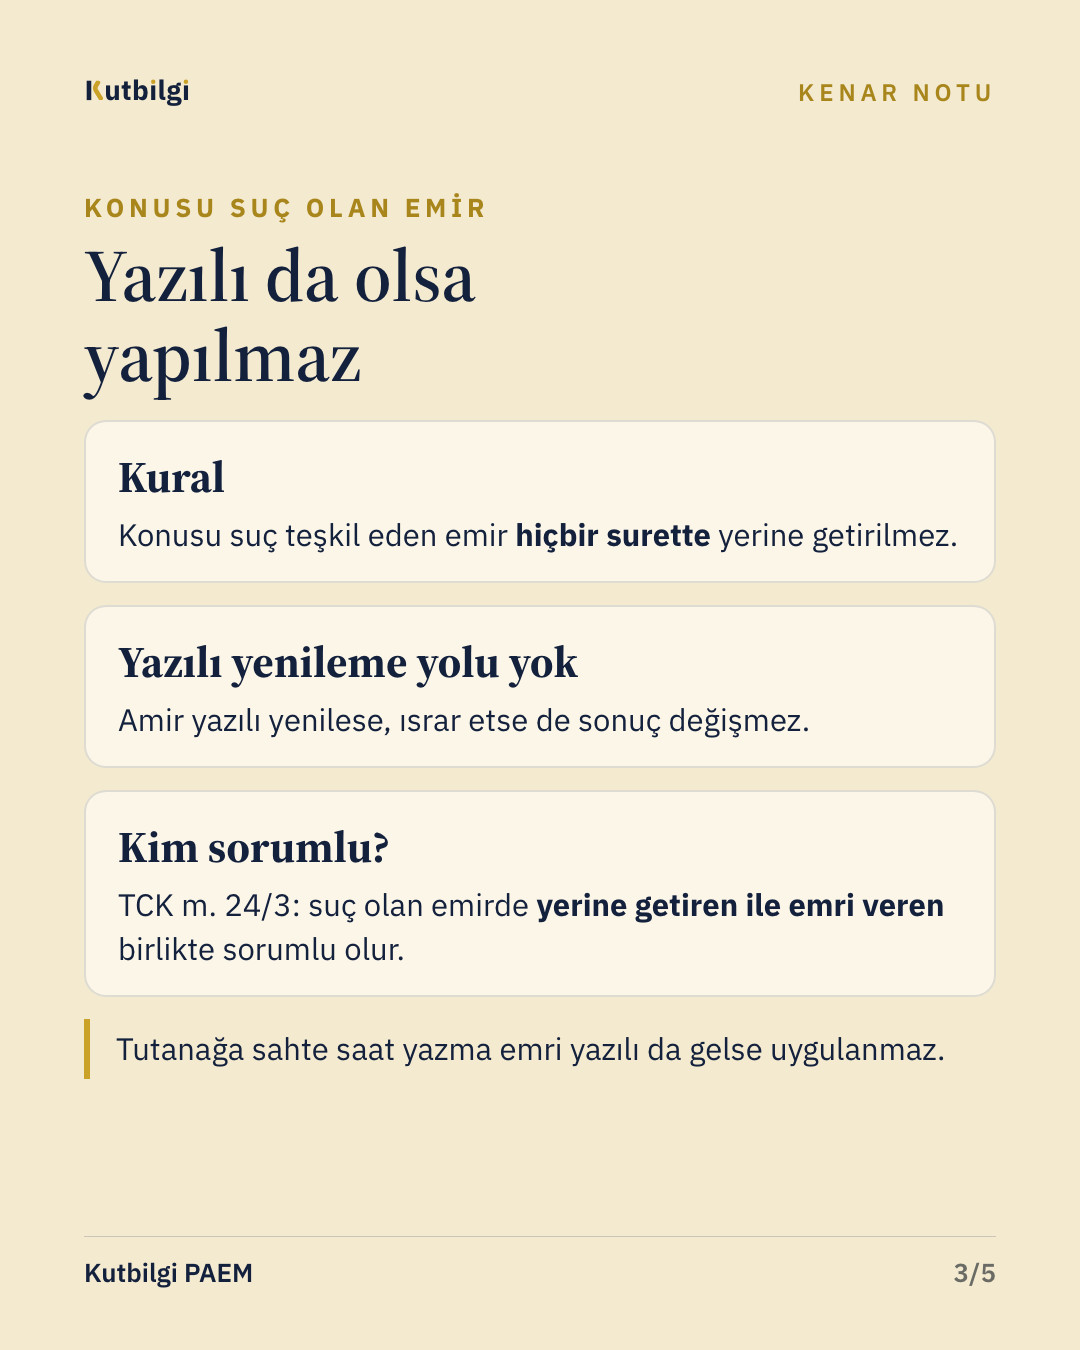 Kutbilgi
KENAR NOTU
KONUSU SUÇ OLAN EMİR
Yazılı da olsa
yapılmaz
Kural
Konusu suç teşkil eden emir hiçbir surette yerine getirilmez.
Yazılı yenileme yolu yok
Amir yazılı yenilese, ısrar etse de sonuç değişmez.
Kim sorumlu?
TCK m. 24/3: suç olan emirde yerine getiren ile emri veren
birlikte sorumlu olur.
Tutanağa sahte saat yazma emri yazılı da gelse uygulanmaz.
Kutbilgi PAEM
3/5